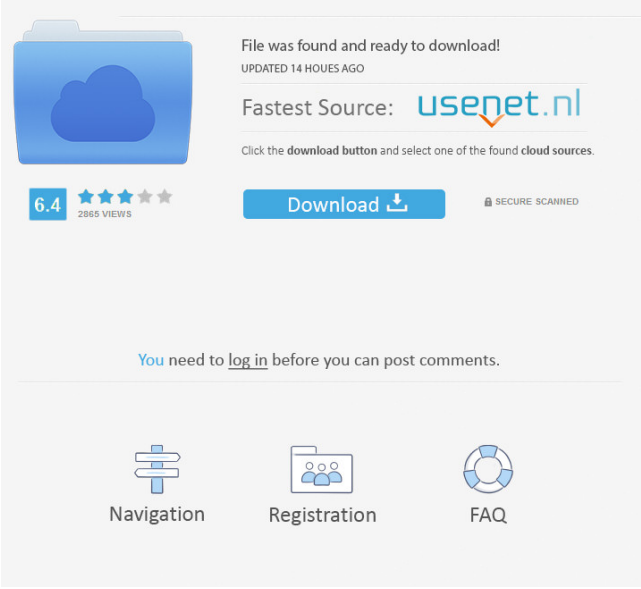 File was found and ready to download!
UPDATED 14 HOUES AGO
Fastest Source: usenet.nl
Click the download button and select one of the found cloud sources.
6.4
2865 VIEWS
Download
SECURE SCANNED
You need to log in before you can post comments.
Navigation
Registration
FAQ